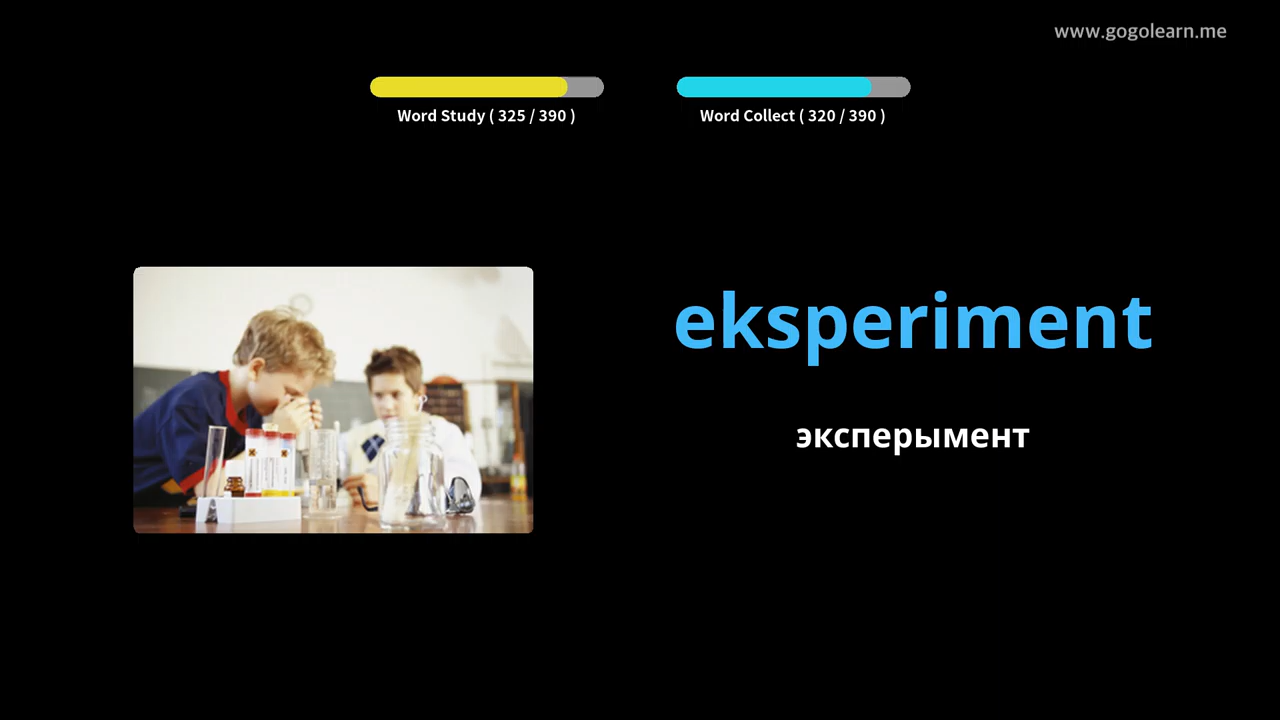 www.gogolearn.me
Word Study ( 325 / 390 )
Word Collect ( 320 / 390 )
eksperiment
эксперымент